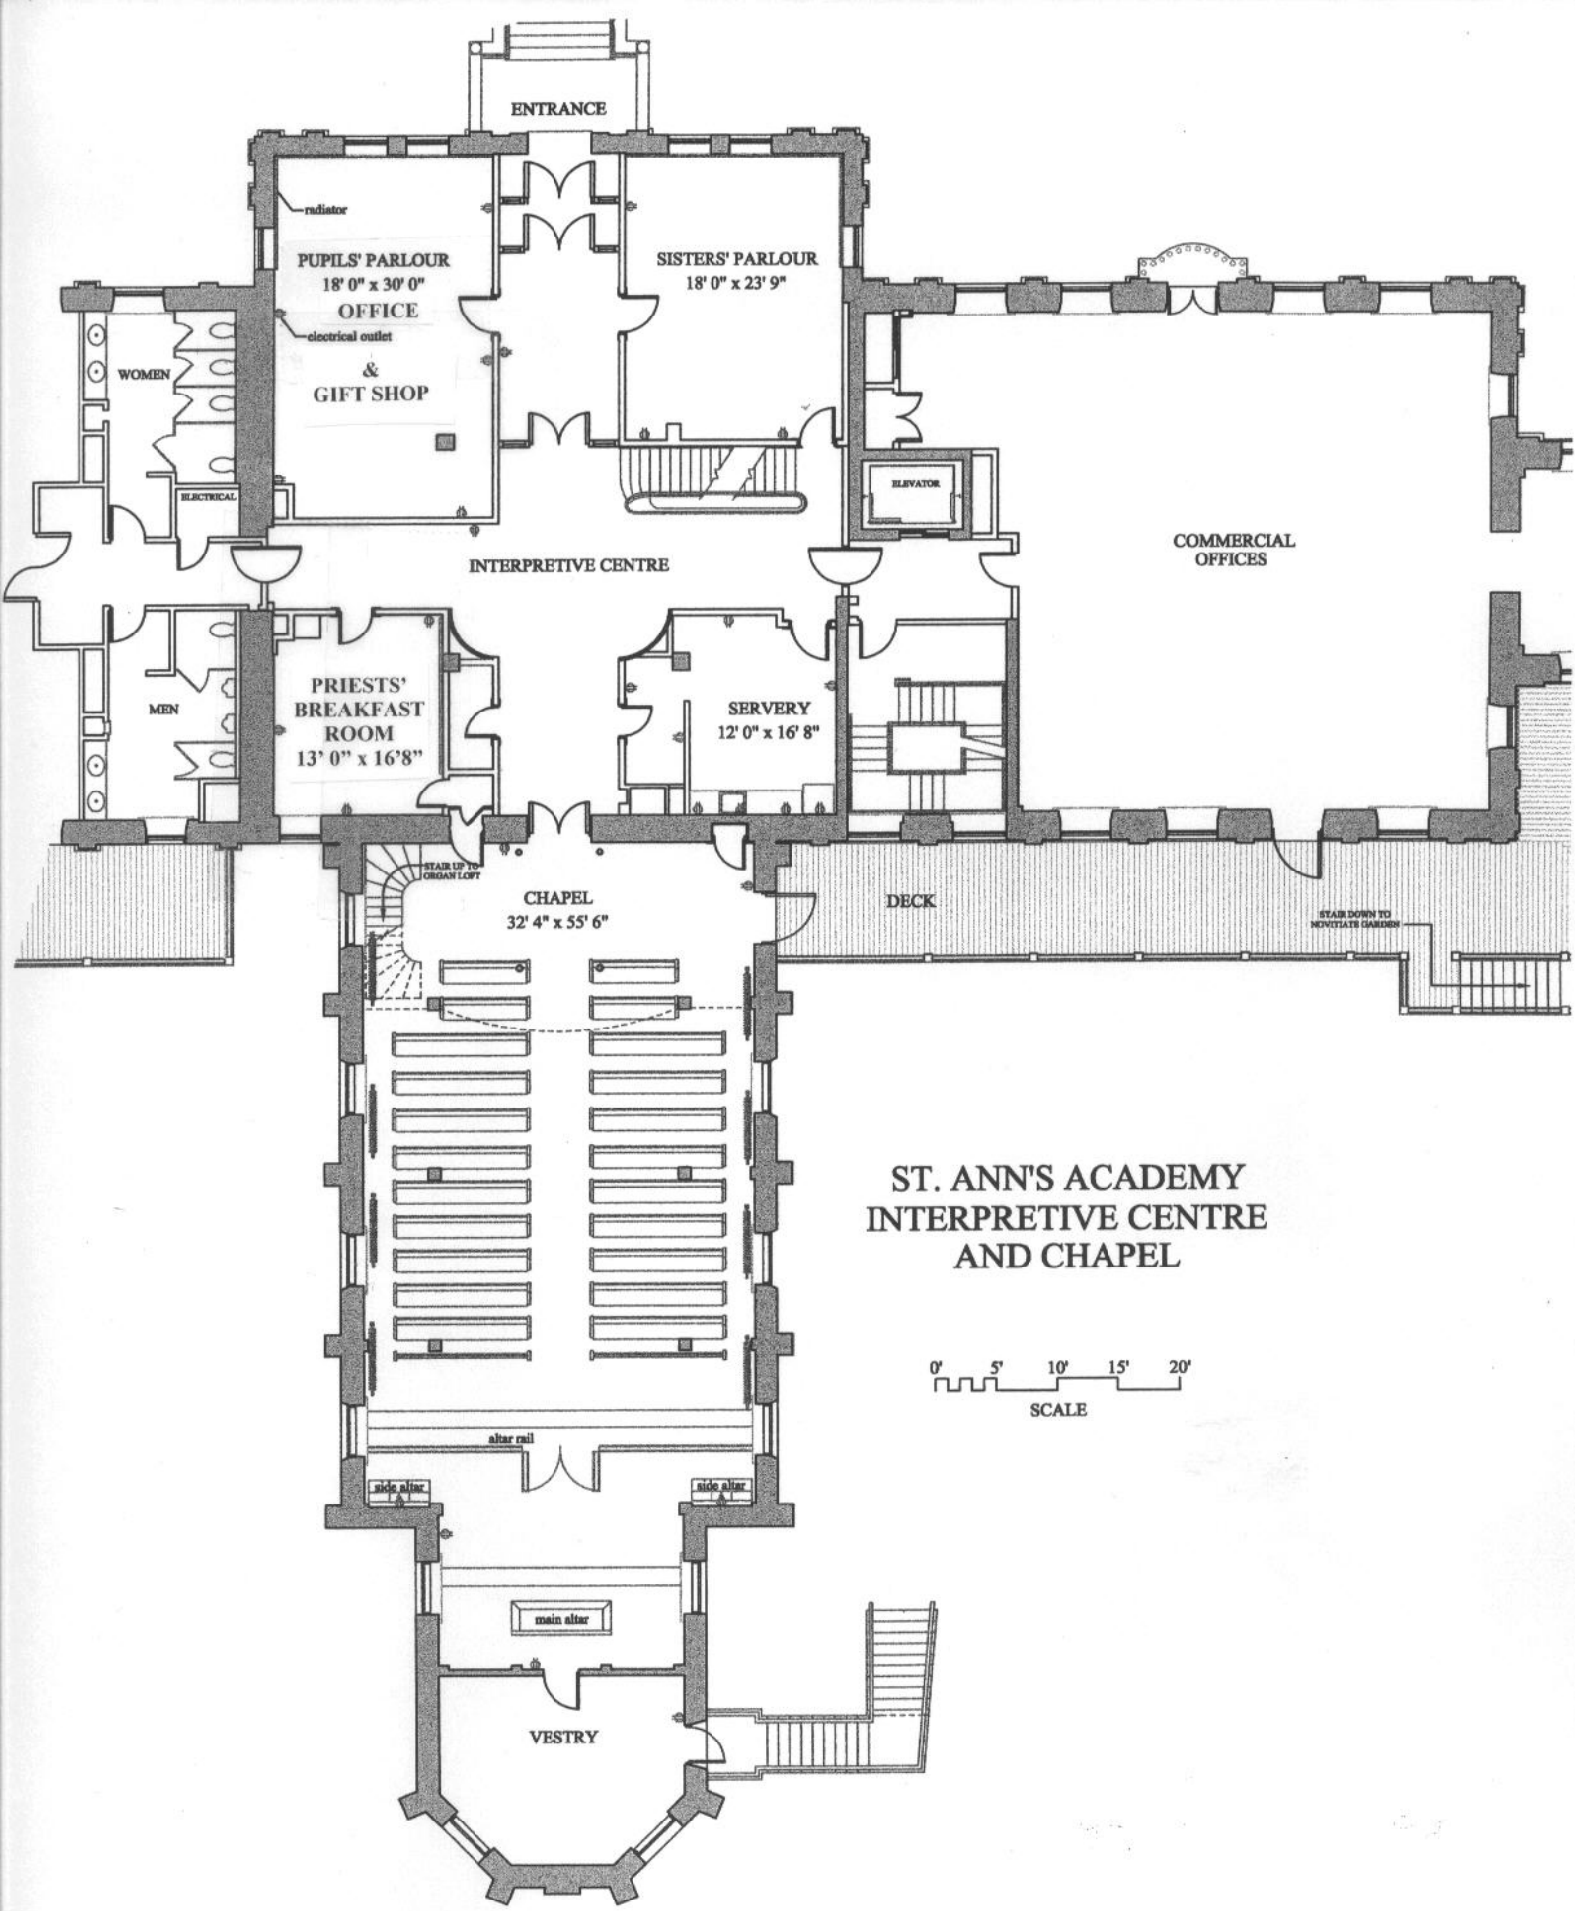 ENTRANCE
radiator
PUPILS' PARLOUR
18' 0" x 30' 0"
OFFICE
electrical outlet
&
GIFT SHOP
SISTERS' PARLOUR
18' 0" x 23' 9"
WOMEN
ELECTRICAL
ELEVATOR
COMMERCIAL
OFFICES
INTERPRETIVE CENTRE
PRIESTS'
BREAKFAST
ROOM
13' 0" x 16'8"
MEN
SERVERY
12' 0" x 16' 8"
STAIR UP TO
ORGAN LOFT
CHAPEL
32' 4" x 55' 6"
DECK
STAIR DOWN TO
NOVITIATE GARDEN
ST. ANN'S ACADEMY
INTERPRETIVE CENTRE
AND CHAPEL
0' 5' 10' 15' 20'
SCALE
altar rail
side altar
side altar
main altar
VESTRY